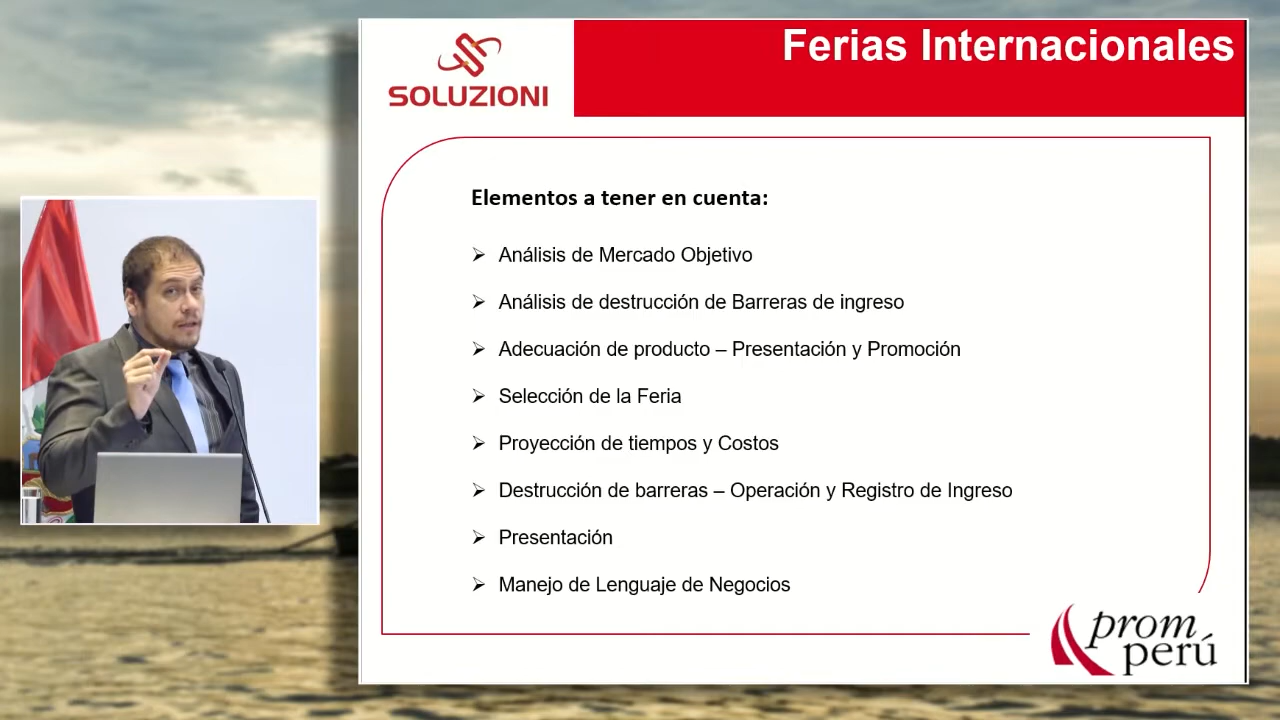 SOLUZIONI
Ferias Internacionales
Elementos a tener en cuenta:
Análisis de Mercado Objetivo
Análisis de destrucción de Barreras de ingreso
Adecuación de producto – Presentación y Promoción
Selección de la Feria
Proyección de tiempos y Costos
Destrucción de barreras – Operación y Registro de Ingreso
Presentación
Manejo de Lenguaje de Negocios
prom
perú